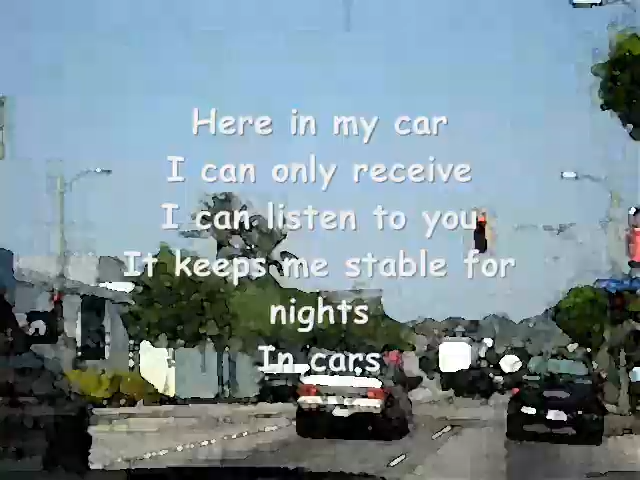 Here in my car
I can only receive
I can listen to you
It keeps me stable for
nights
In cars